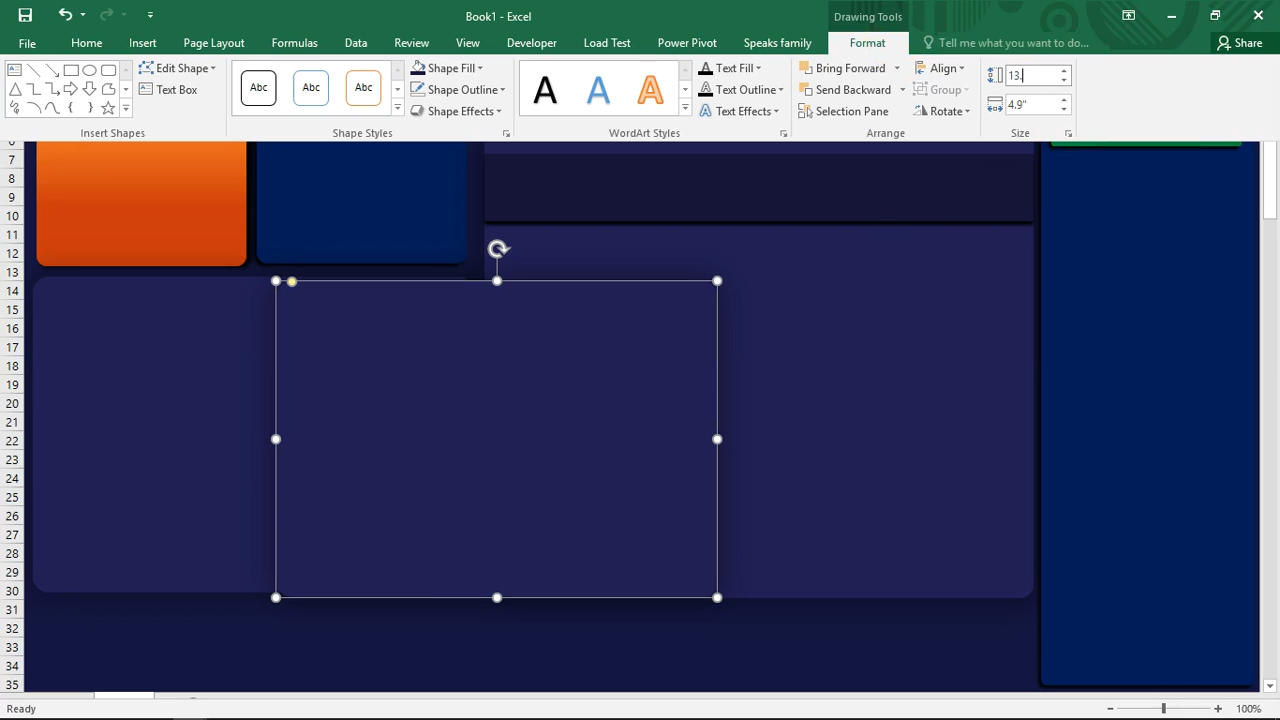 Book1 - Excel
Drawing Tools
File Home Insert Page Layout Formulas Data Review View Developer Load Test Power Pivot Speaks family Format Tell me what you want to do... Share
Edit Shape
Text Box
Insert Shapes
Abc Abc Abc
Shape Fill
Shape Outline
Shape Effects
Shape Styles
A A A
Text Fill
Text Outline
Text Effects
WordArt Styles
Bring Forward
Send Backward
Selection Pane
Align
Group
Rotate
Arrange
13.
4.9"
Size
7
8
9
10
11
12
13
14
15
16
17
18
19
20
21
22
23
24
25
26
27
28
29
30
31
32
33
34
35
Ready
100%